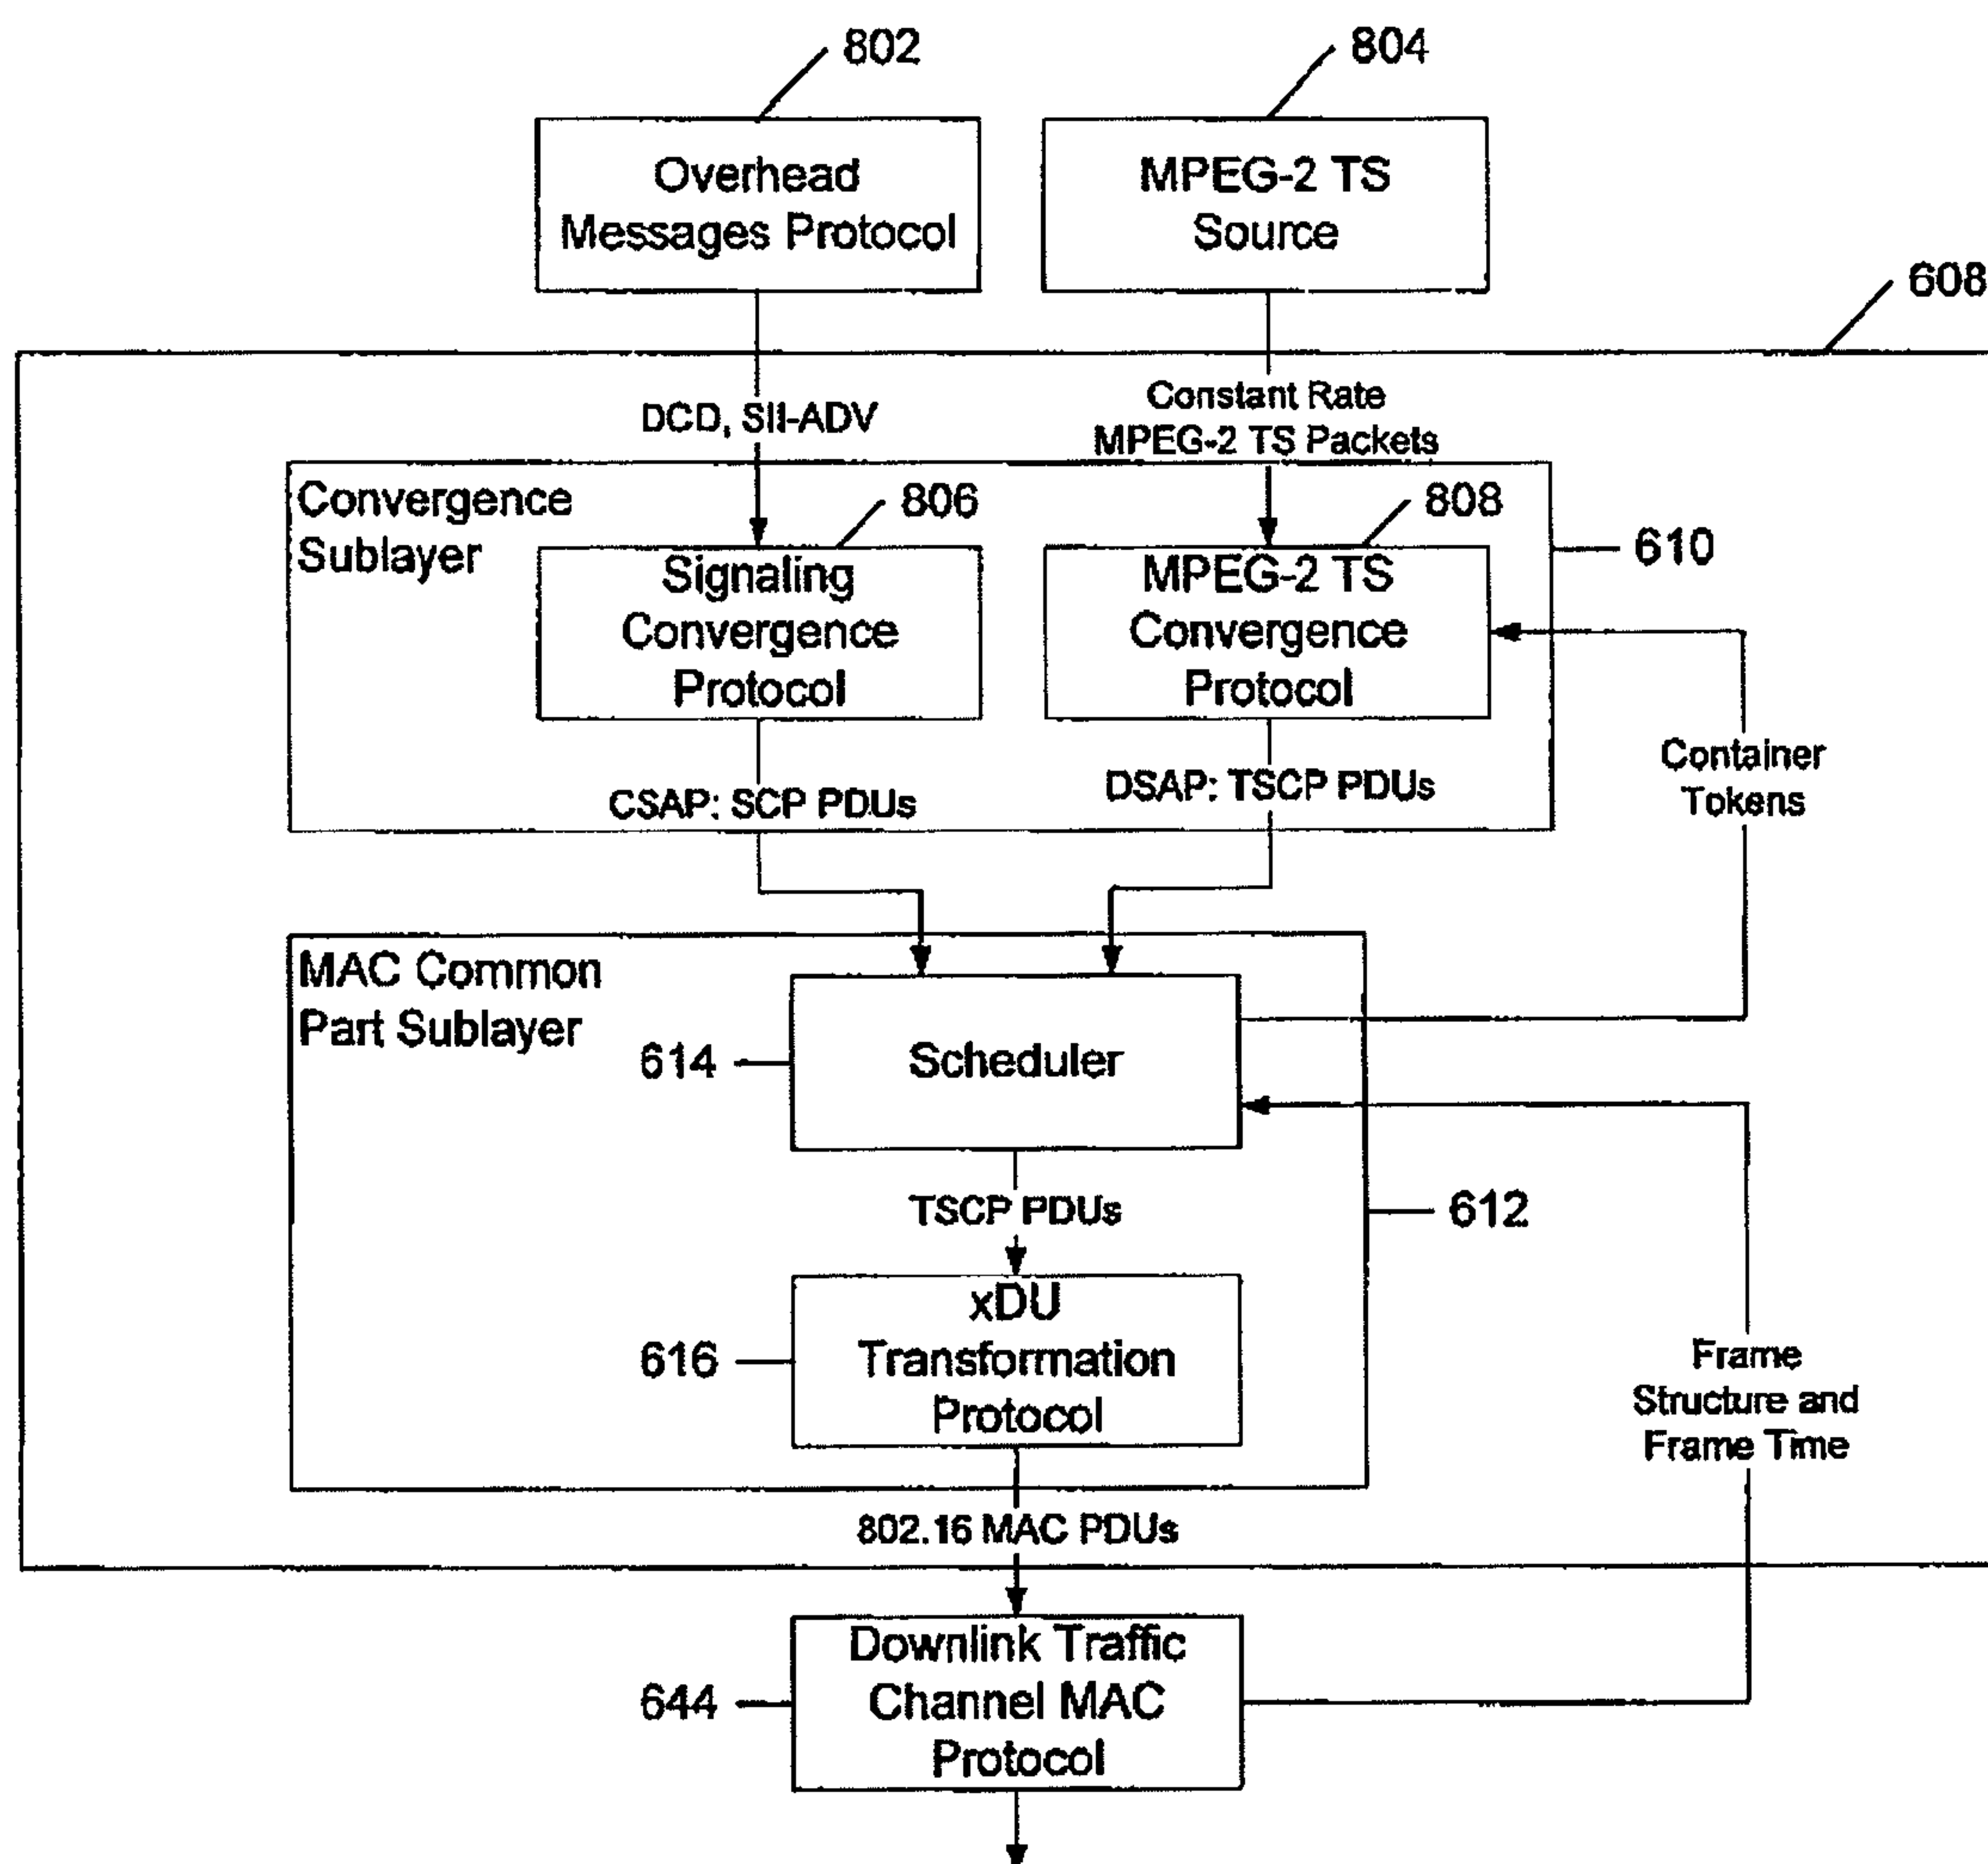 802
804
Overhead
Messages Protocol
MPEG-2 TS
Source
608
DCD, SII-ADV
Constant Rate
MPEG-2 TS Packets
Convergence
Sublayer
806
808
610
Signaling
Convergence
Protocol
MPEG-2 TS
Convergence
Protocol
CSAP: SCP PDUs
DSAP: TSCP PDUs
Container
Tokens
MAC Common
Part Sublayer
614
Scheduler
TSCP PDUs
612
616
xDU
Transformation
Protocol
Frame
Structure and
Frame Time
802.16 MAC PDUs
644
Downlink Traffic
Channel MAC
Protocol